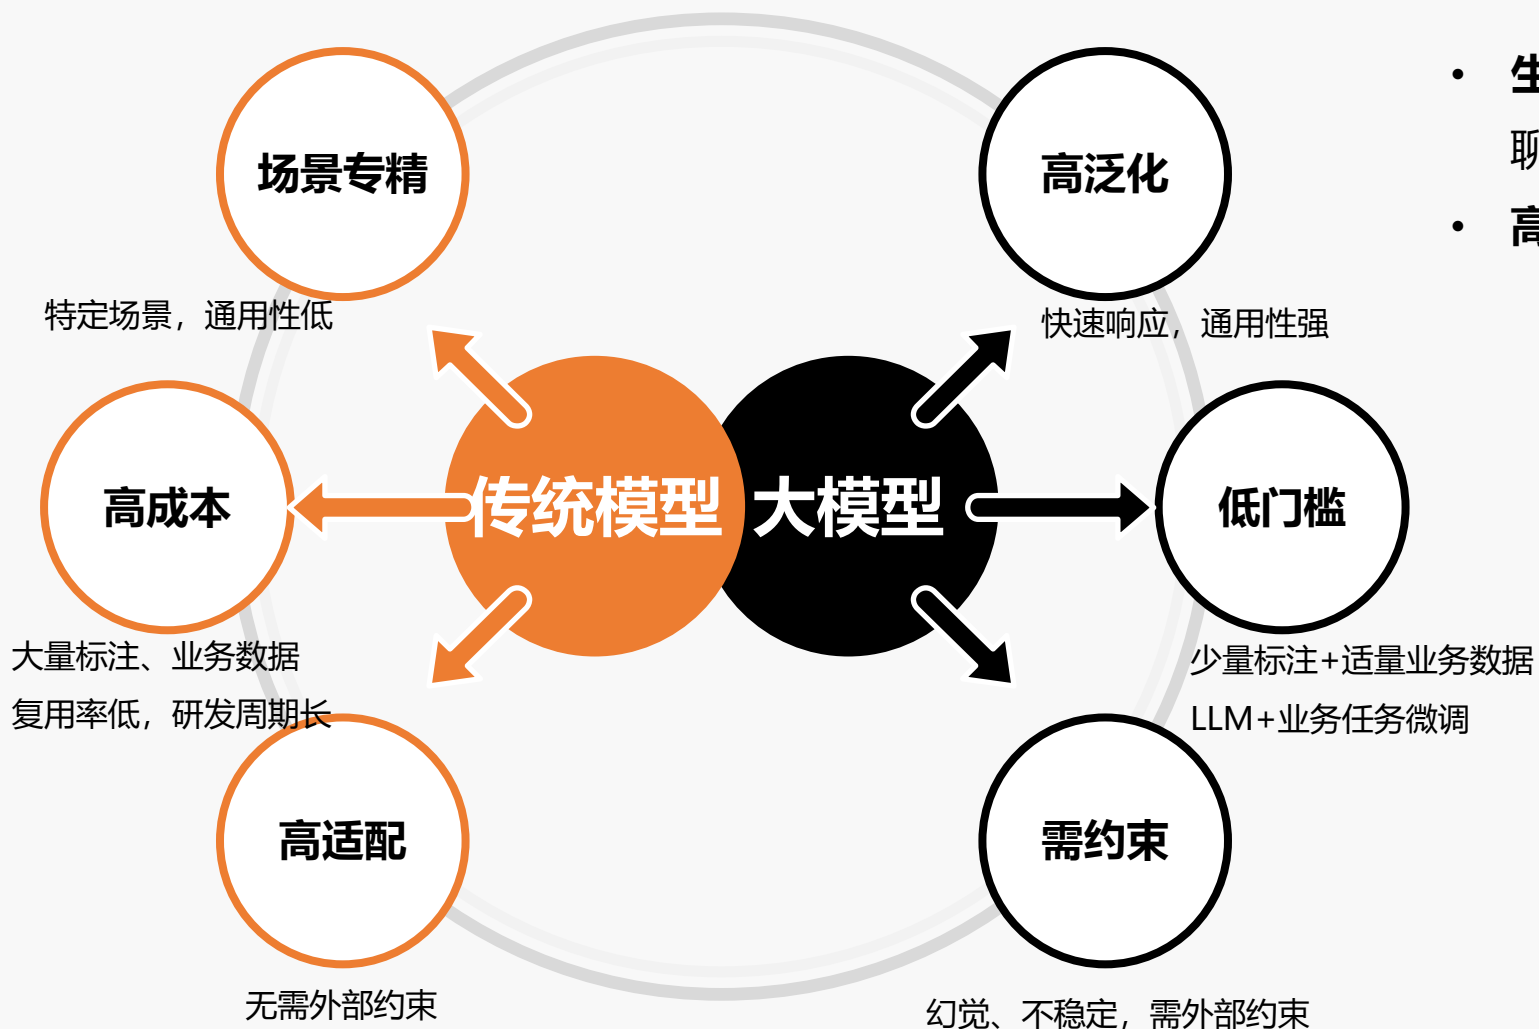 场景专精
特定场景，通用性低
高成本
大量标注、业务数据
复用率低，研发周期长
高适配
无需外部约束
传统模型
大模型
高泛化
快速响应，通用性强
低门槛
少量标注+适量业务数据
LLM+业务任务微调
需约束
幻觉、不稳定，需外部约束
• 生
• 高